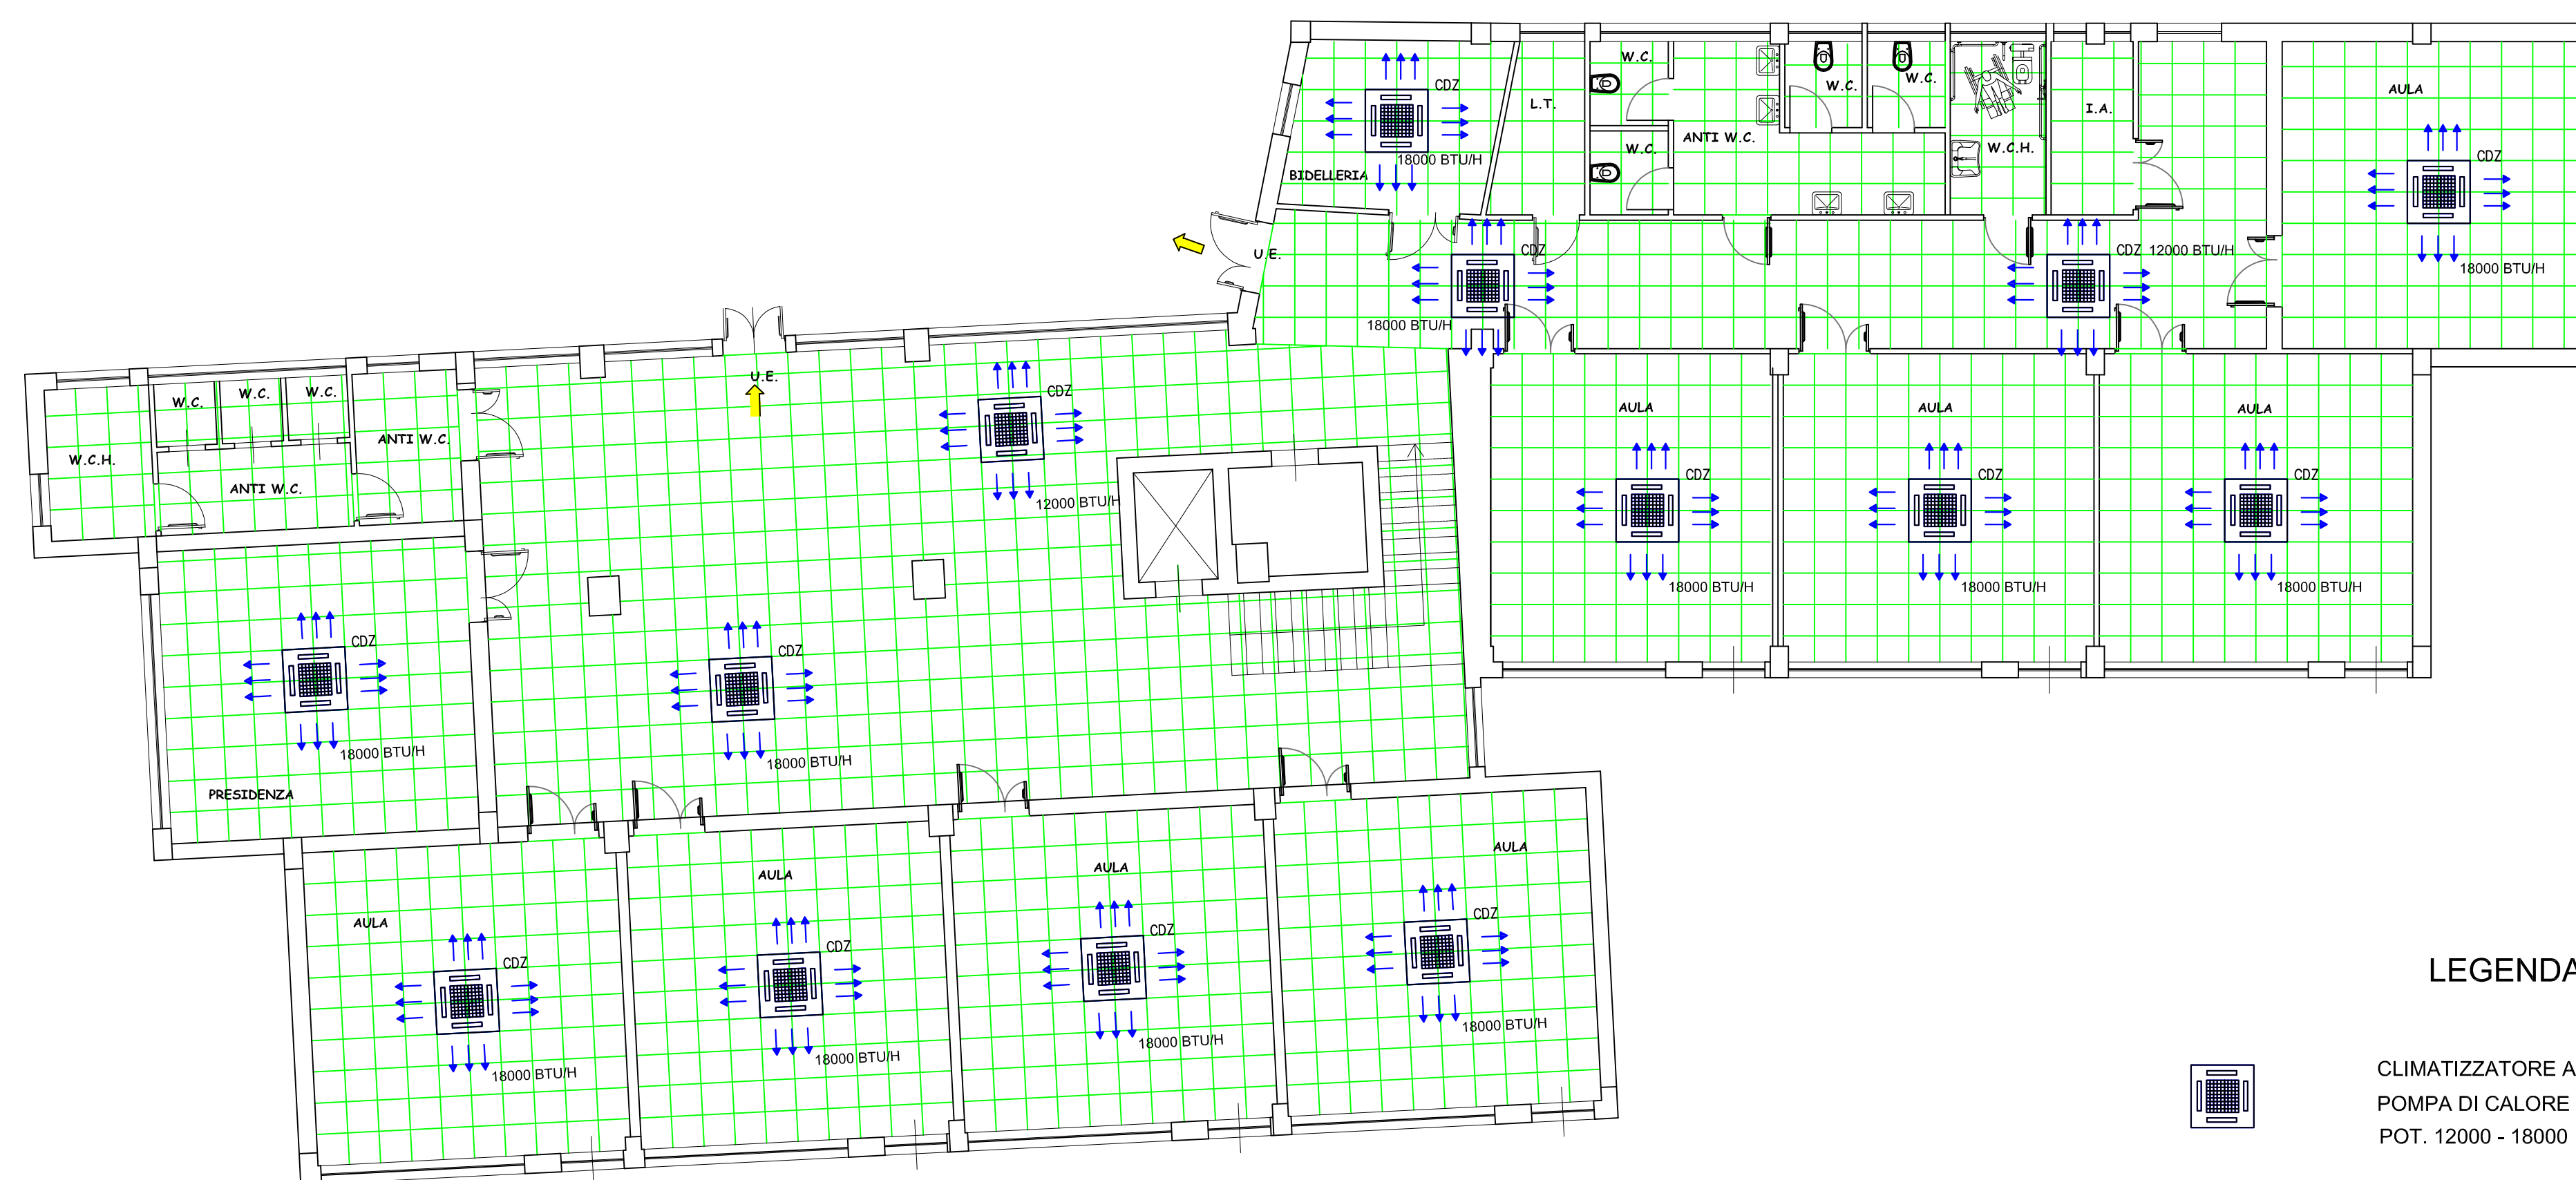 CDZ
18000 BTU/H
BIDELLERIA
L.T.
W.C.
W.C.
ANTI W.C.
W.C.
W.C.
W.C.H.
I.A.
AULA
CDZ
18000 BTU/H
U.E.
CDZ
18000 BTU/H
CDZ 12000 BTU/H
U.E.
W.C.
W.C.
W.C.
ANTI W.C.
W.C.H.
ANTI W.C.
CDZ
12000 BTU/H
AULA
CDZ
18000 BTU/H
AULA
CDZ
18000 BTU/H
AULA
CDZ
18000 BTU/H
CDZ
18000 BTU/H
PRESIDENZA
CDZ
18000 BTU/H
AULA
CDZ
18000 BTU/H
AULA
CDZ
18000 BTU/H
AULA
CDZ
18000 BTU/H
AULA
CDZ
18000 BTU/H
LEGENDA
CLIMATIZZATORE A
POMPA DI CALORE
POT. 12000 - 18000